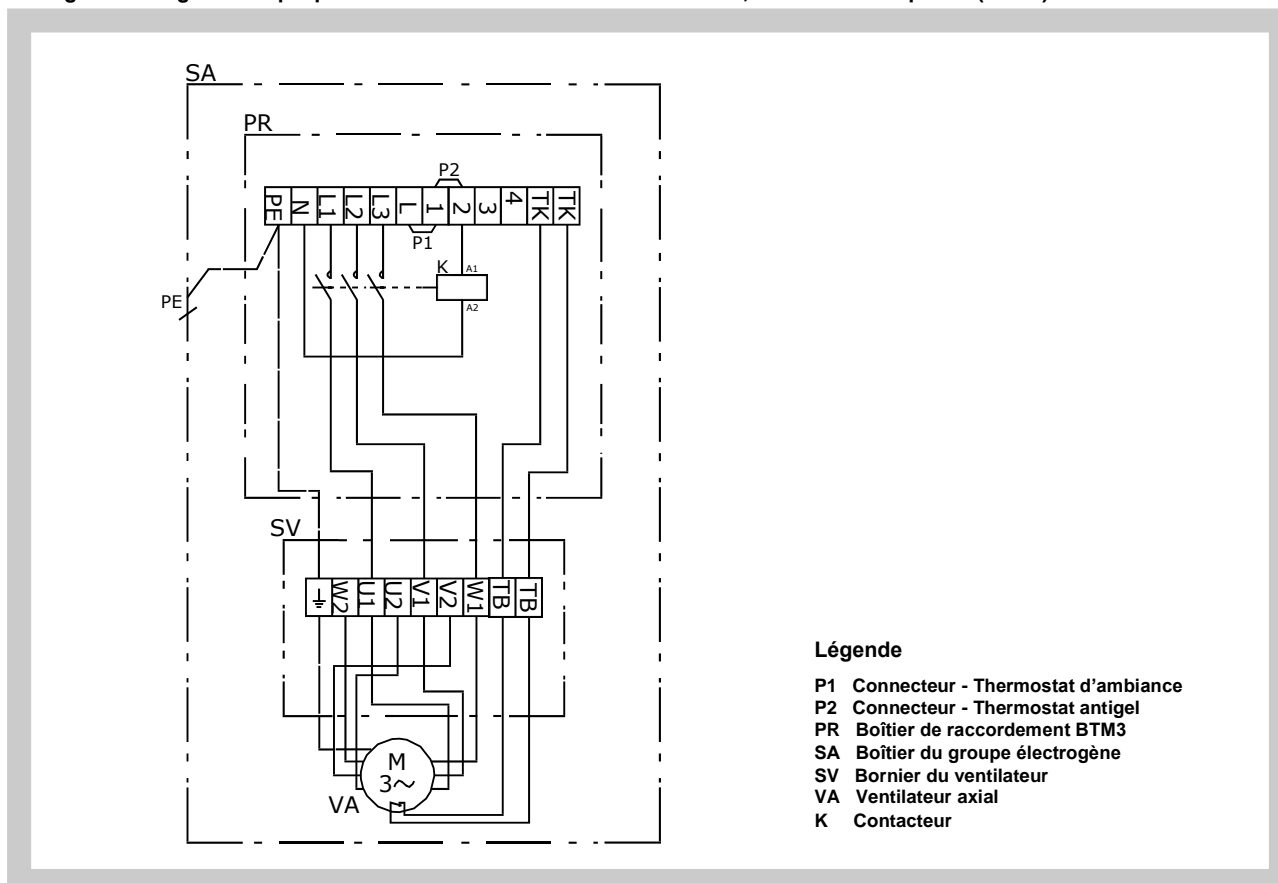 SA
PR
P2
PE N L1 L2 L3 L 1 2 3 4 TK TK
P1
K A1
A2
PE
SV
W2 U1 U2 V1 V2 W1 TB TB
M
3~
VA
Légende
P1 Connecteur - Thermostat d’ambiance
P2 Connecteur - Thermostat antigel
PR Boîtier de raccordement BTM3
SA Boîtier du groupe électrogène
SV Bornier du ventilateur
VA Ventilateur axial
K Contacteur